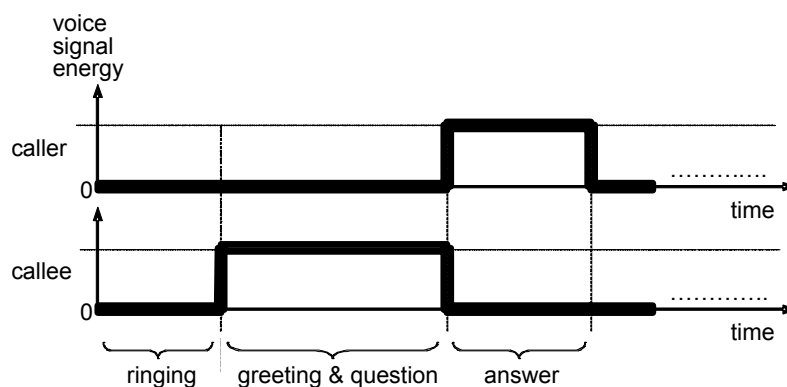 voice
signal
energy
caller
0
.............
time
callee
0
.............
time
ringing greeting & question answer